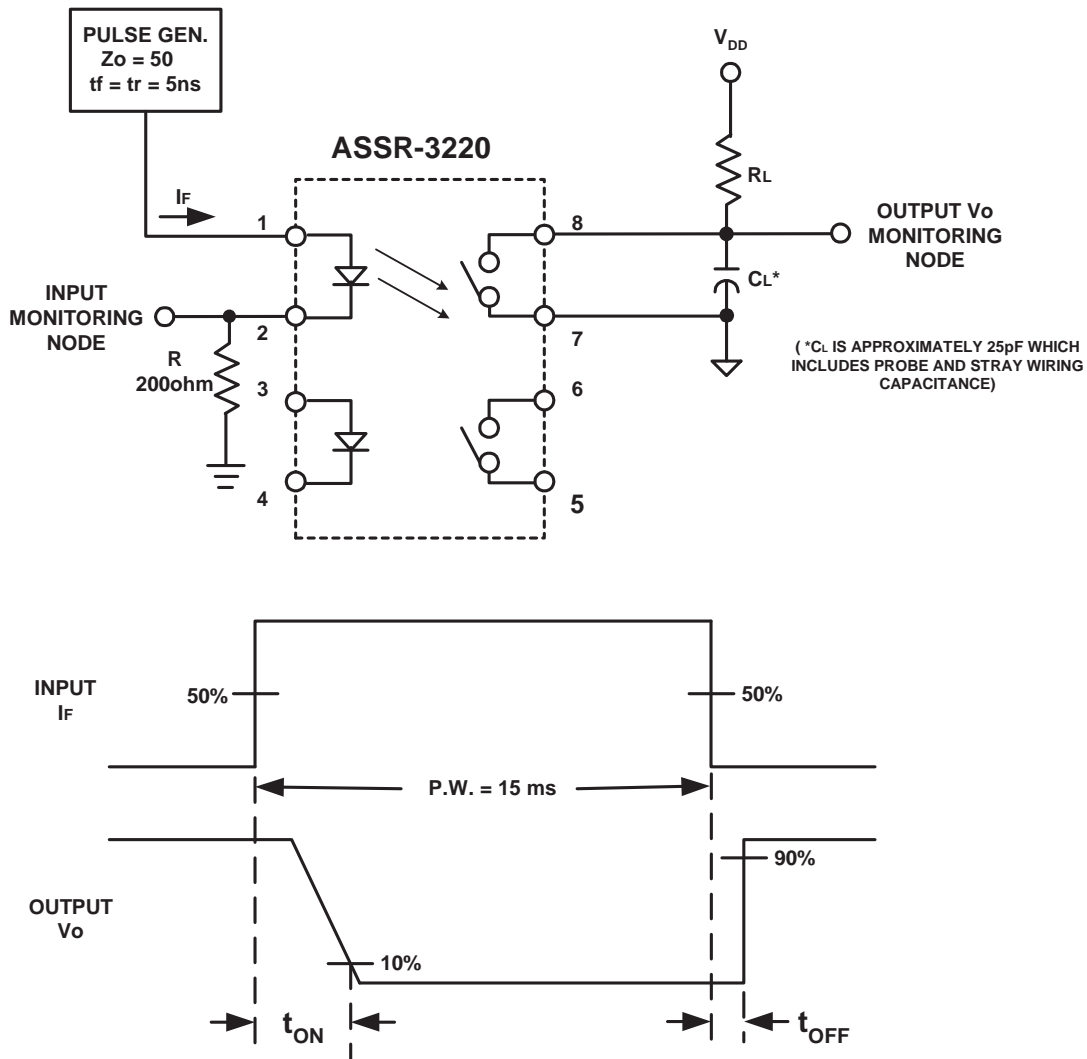 PULSE GEN.
Zo = 50
tf = tr = 5ns
VDD
ASSR-3220
RL
IF
1
8
OUTPUT Vo
MONITORING
NODE
CL*
INPUT
MONITORING
NODE
2
7
( *CL IS APPROXIMATELY 25pF WHICH
INCLUDES PROBE AND STRAY WIRING
CAPACITANCE)
R
200ohm
3
6
4
5
INPUT
IF
50%
50%
P.W. = 15 ms
90%
OUTPUT
Vo
10%
tON
tOFF